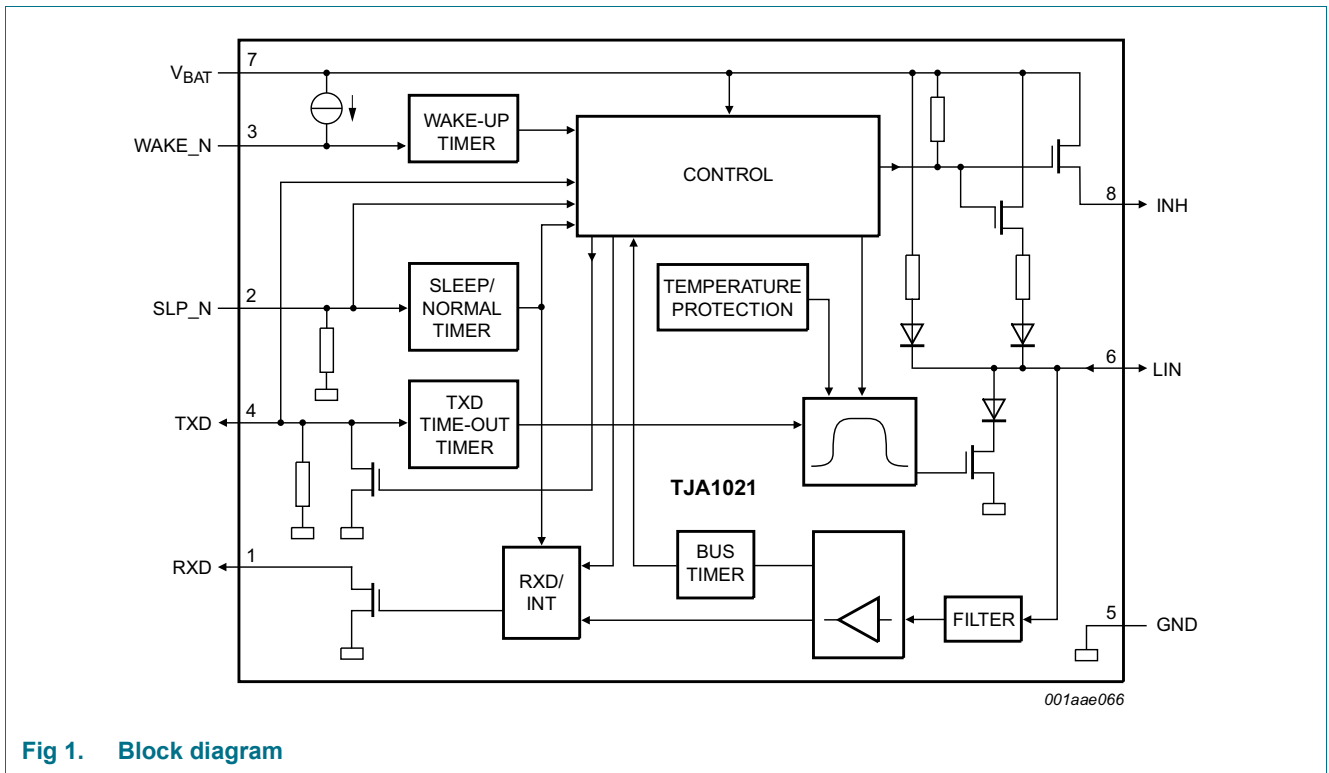 7
VBAT
3
WAKE_N
WAKE-UP
TIMER
CONTROL
8
INH
2
SLP_N
SLEEP/
NORMAL
TIMER
TEMPERATURE
PROTECTION
6
LIN
4
TXD
TXD
TIME-OUT
TIMER
TJA1021
1
RXD
RXD/
INT
BUS
TIMER
FILTER
5
GND
001aae066
Fig 1. Block diagram